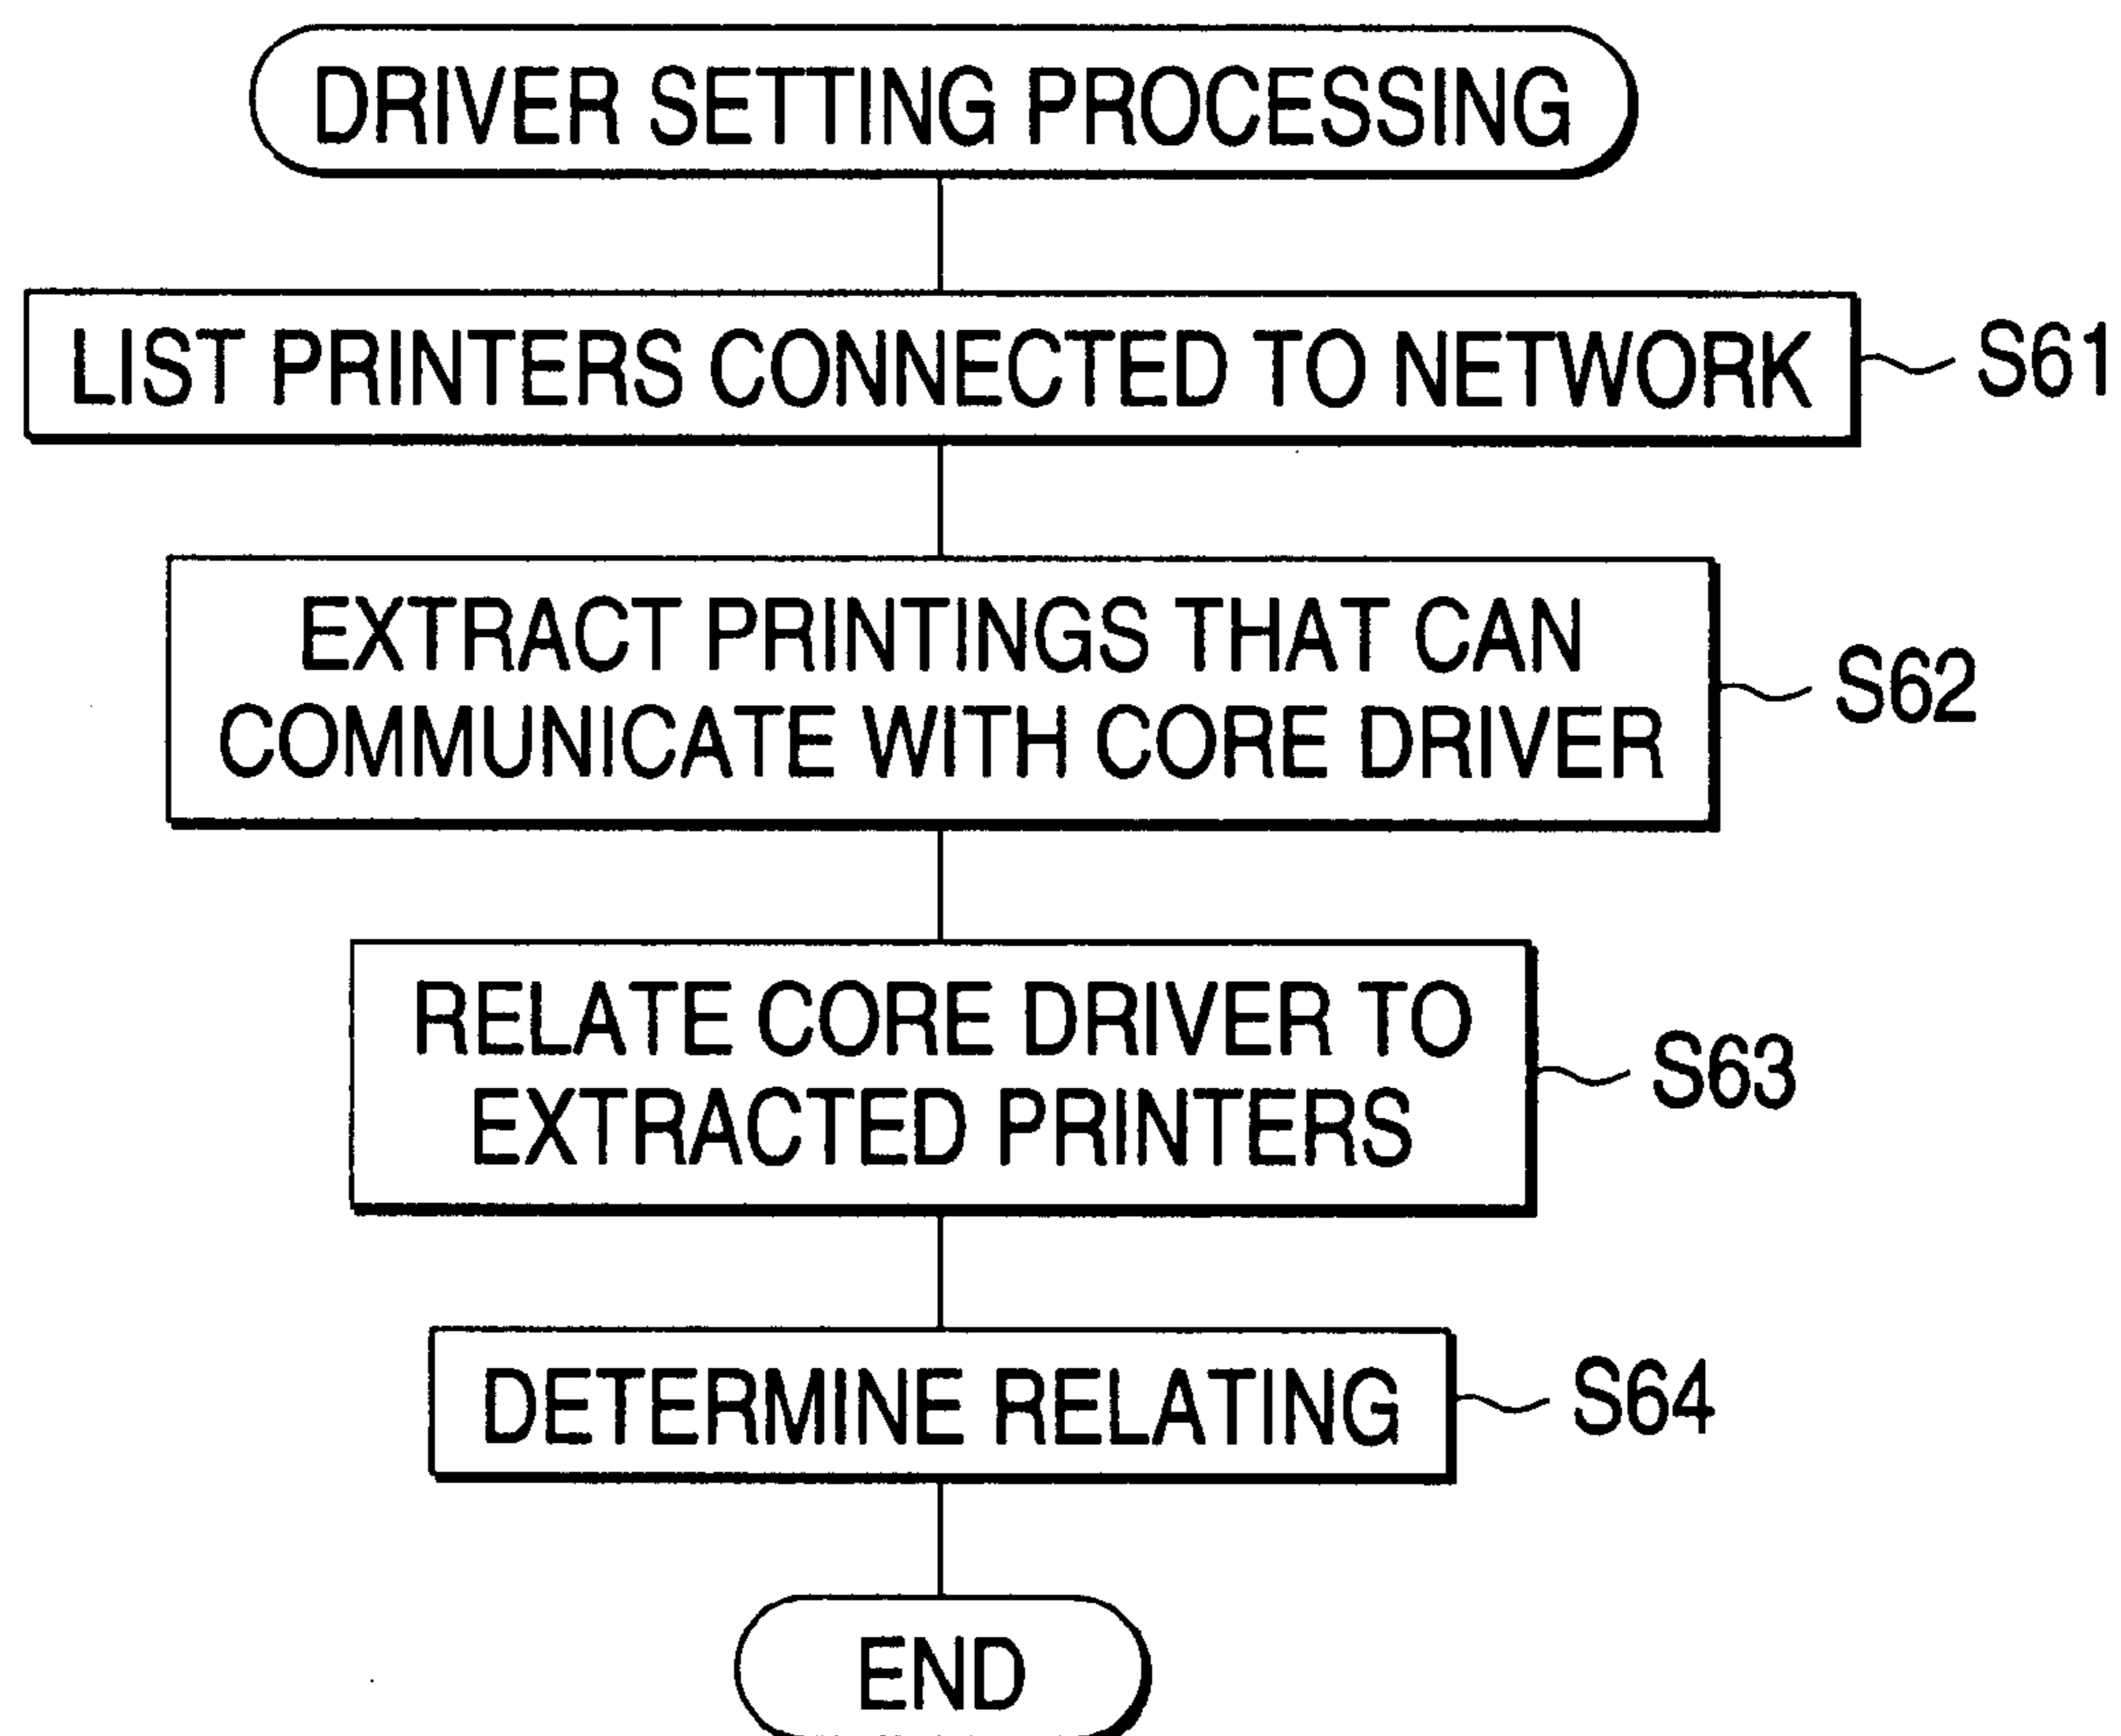 DRIVER SETTING PROCESSING
LIST PRINTERS CONNECTED TO NETWORK
S61
EXTRACT PRINTINGS THAT CAN
COMMUNICATE WITH CORE DRIVER
S62
RELATE CORE DRIVER TO
EXTRACTED PRINTERS
S63
DETERMINE RELATING
S64
END